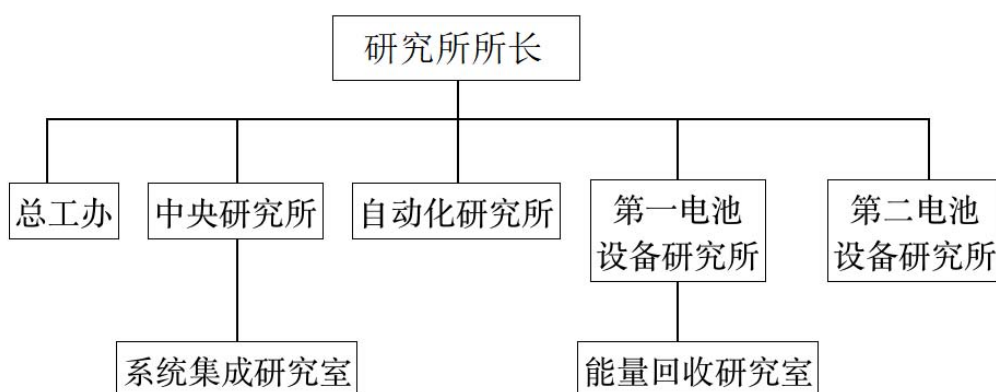 研究所所长
总工办
中央研究所
自动化研究所
第一电池
设备研究所
第二电池
设备研究所
系统集成研究室
能量回收研究室